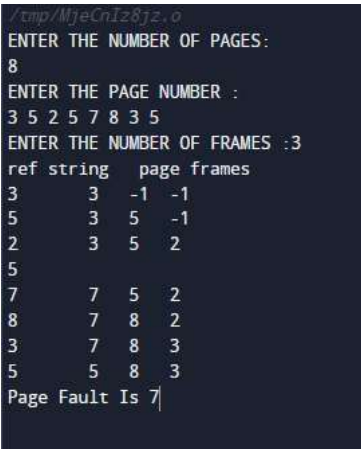 /tmp/MjeCnIz8jz.o
ENTER THE NUMBER OF PAGES:
8
ENTER THE PAGE NUMBER :
3 5 2 5 7 8 3 5
ENTER THE NUMBER OF FRAMES :3
ref string page frames
3 3 -1 -1
5 3 5 -1
2 3 5 2
5
7 7 5 2
8 7 8 2
3 7 8 3
5 5 8 3
Page Fault Is 7